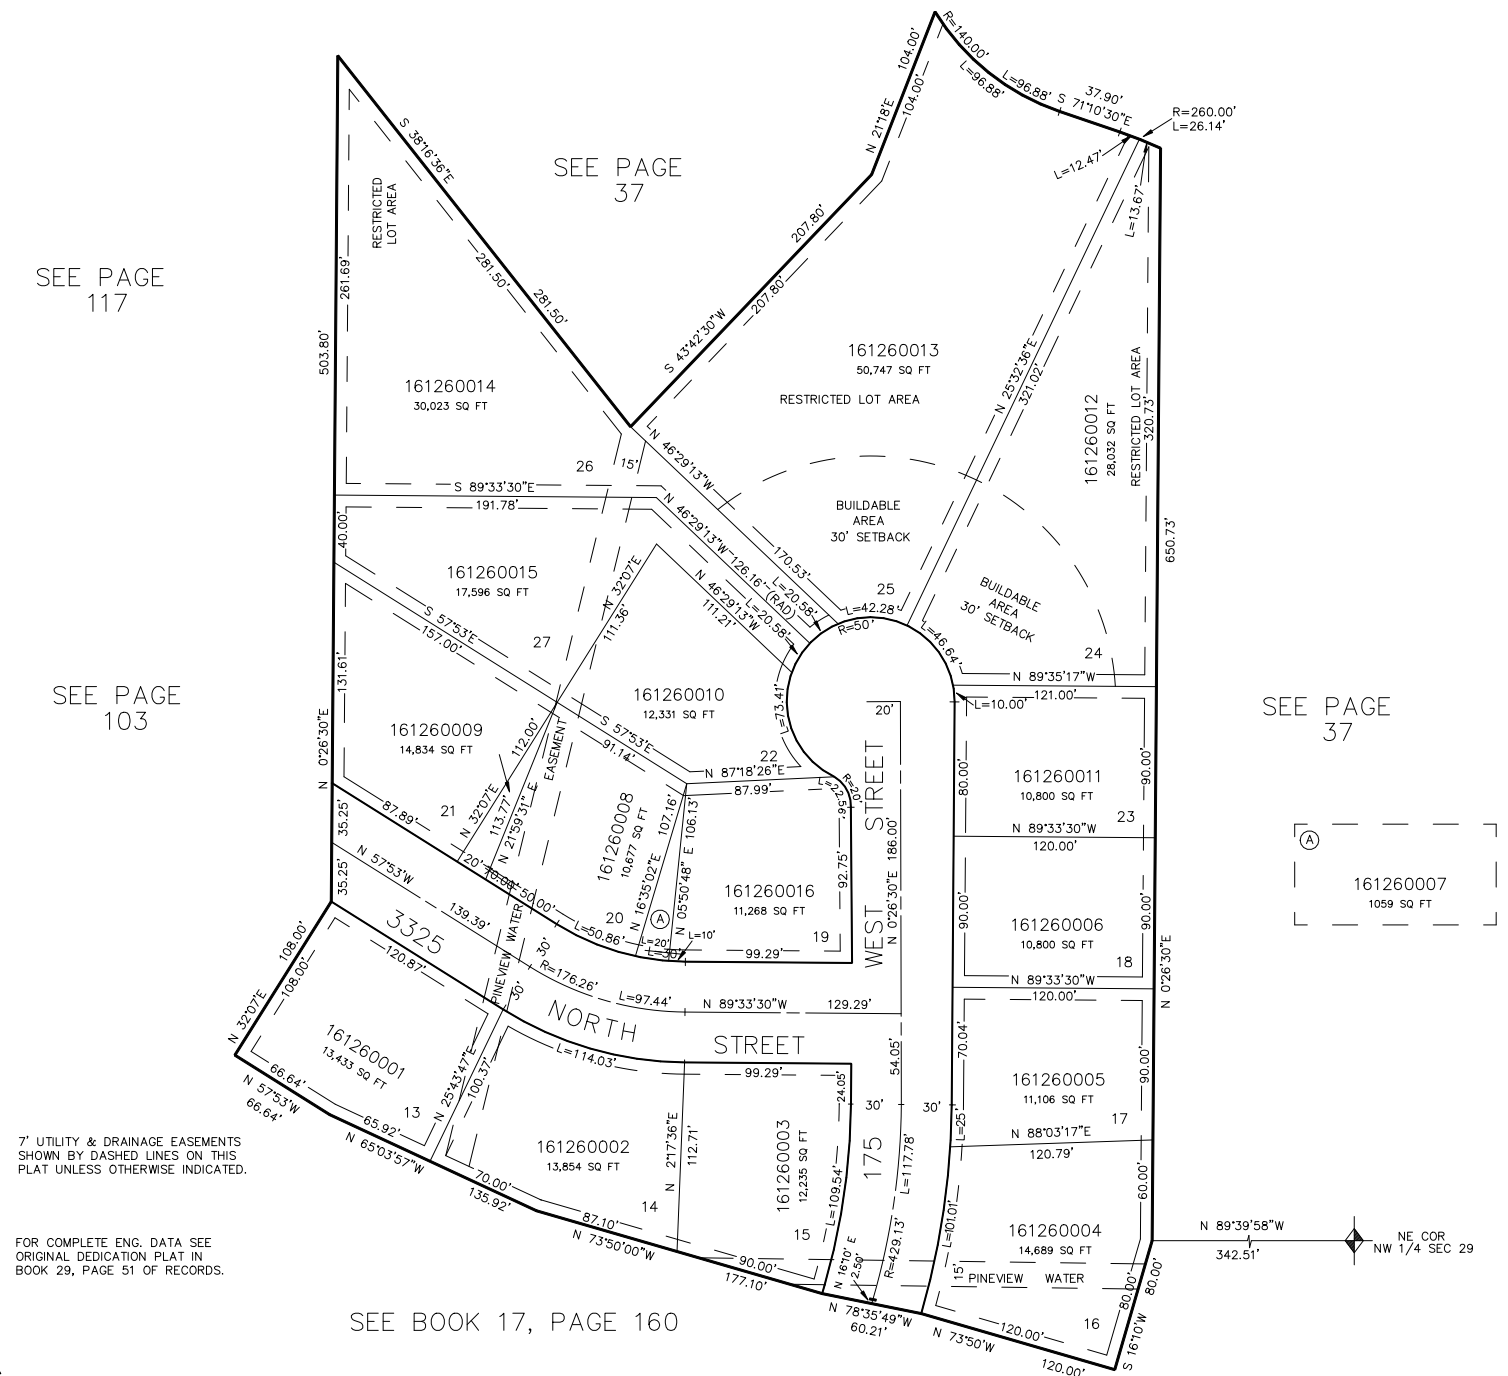 SEE PAGE
37
SEE PAGE
117
SEE PAGE
103
SEE PAGE
37
S 38°16'36"E
281.50'
281.50'
RESTRICTED
LOT AREA
261.69'
503.80'
161260014
30,023 SQ FT
26
15'
S 89°33'30"E
191.78'
40.00'
104.00'
104.00'
N 21°18'E
R=140.00'
L=96.88'
L=96.88'
37.90'
S 71°10'30"E
R=260.00'
L=26.14'
L=12.47'
L=13.67'
207.80'
207.80'
S 43°42'30"W
161260013
50,747 SQ FT
RESTRICTED LOT AREA
N 25°32'36"E
321.02'
161260012
28,032 SQ FT
RESTRICTED LOT AREA
320.73'
650.73'
N 46°29'13"W
170.53'
BUILDABLE
AREA
30' SETBACK
25
BUILDABLE
AREA
30' SETBACK
24
N 46°29'13"W
126.16'
(RAD)
L=20.58'
L=20.58'
L=42.28'
R=50'
L=46.64'
161260015
17,596 SQ FT
27
S 57°53'E
157.00'
N 32°07'E
111.36'
N 46°29'13"W
111.21'
161260010
12,331 SQ FT
22
L=73.41'
S 57°53'E
91.14'
N 87°18'26"E
87.99'
131.61'
N 0°26'30"E
161260009
14,834 SQ FT
21
87.89'
112.00'
N 32°07'E
113.77'
N 21°59'31" E
EASEMENT
20'
70.00'
50.00'
161260008
10,677 SQ FT
20
N 16°35'02"E
107.16'
N 05°50'48" E
106.13'
A
L=50.86'
L=20'
L=30'
L=10'
R=20'
L=22.56'
161260016
11,268 SQ FT
92.75'
19
99.29'
20'
N 0°26'30"E
186.00'
WEST STREET
N 89°35'17"W
121.00'
L=10.00'
161260011
10,800 SQ FT
80.00'
90.00'
23
N 89°33'30"W
120.00'
161260006
10,800 SQ FT
90.00'
90.00'
18
N 89°33'30"W
120.00'
N 0°26'30"E
A
161260007
1059 SQ FT
35.25'
35.25'
N 57°53'W
139.39'
3325
NORTH
STREET
PINEVIEW WATER
30'
30'
R=176.26'
L=97.44'
N 89°33'30"W
129.29'
108.00'
108.00'
N 32°07'E
120.87'
161260001
13,433 SQ FT
13
66.64'
N 57°53'W
66.64'
65.92'
N 65°03'57"W
135.92'
N 25°43'47"E
100.37'
L=114.03'
99.29'
161260002
13,854 SQ FT
14
70.00'
87.10'
N 73°50'00"W
177.10'
N 2°17'36"E
112.71'
161260003
12,235 SQ FT
15
90.00'
24.05'
54.05'
30'
30'
L=109.54'
175
L=117.78'
R=429.13'
N 16°10' E
2.50'
N 78°35'49"W
60.21'
70.04'
L=25'
161260005
11,106 SQ FT
90.00'
17
N 88°03'17"E
120.79'
L=101.01'
60.00'
161260004
14,689 SQ FT
15'
PINEVIEW WATER
16
80.00'
80.00'
S 16°10'W
120.00'
N 73°50'W
120.00'
N 89°39'58"W
342.51'
NE COR
NW 1/4 SEC 29
7' UTILITY & DRAINAGE EASEMENTS
SHOWN BY DASHED LINES ON THIS
PLAT UNLESS OTHERWISE INDICATED.
FOR COMPLETE ENG. DATA SEE
ORIGINAL DEDICATION PLAT IN
BOOK 29, PAGE 51 OF RECORDS.
SEE BOOK 17, PAGE 160